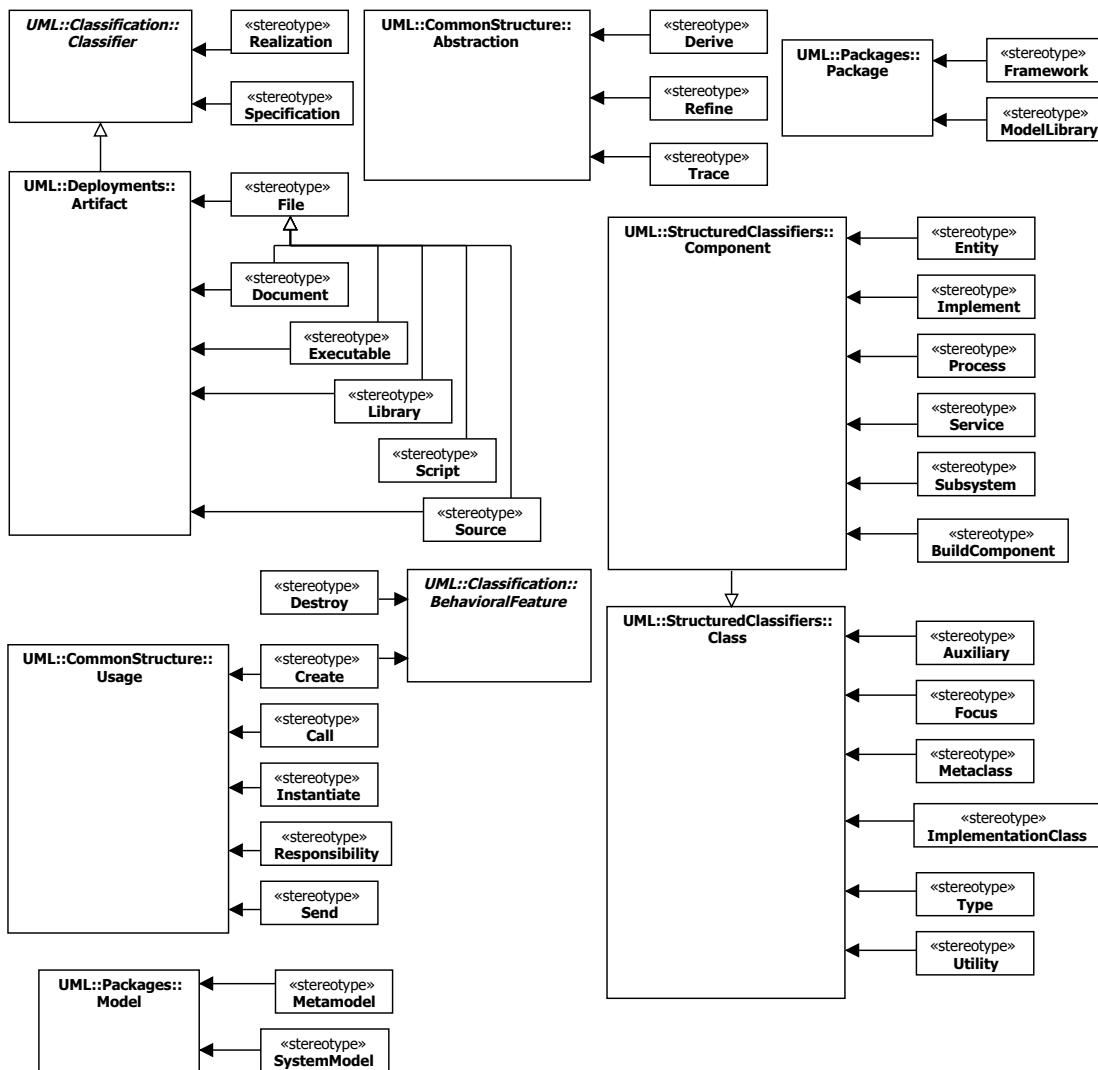 UML::Classification::
Classifier
«stereotype»
Realization
«stereotype»
Specification
UML::CommonStructure::
Abstraction
«stereotype»
Derive
«stereotype»
Refine
«stereotype»
Trace
UML::Packages::
Package
«stereotype»
Framework
«stereotype»
ModelLibrary
UML::Deployments::
Artifact
«stereotype»
File
«stereotype»
Document
«stereotype»
Executable
«stereotype»
Library
«stereotype»
Script
«stereotype»
Source
UML::StructuredClassifiers::
Component
«stereotype»
Entity
«stereotype»
Implement
«stereotype»
Process
«stereotype»
Service
«stereotype»
Subsystem
«stereotype»
BuildComponent
«stereotype»
Destroy
UML::Classification::
BehavioralFeature
UML::CommonStructure::
Usage
«stereotype»
Create
«stereotype»
Call
«stereotype»
Instantiate
«stereotype»
Responsibility
«stereotype»
Send
UML::StructuredClassifiers::
Class
«stereotype»
Auxiliary
«stereotype»
Focus
«stereotype»
Metaclass
«stereotype»
ImplementationClass
«stereotype»
Type
«stereotype»
Utility
UML::Packages::
Model
«stereotype»
Metamodel
«stereotype»
SystemModel